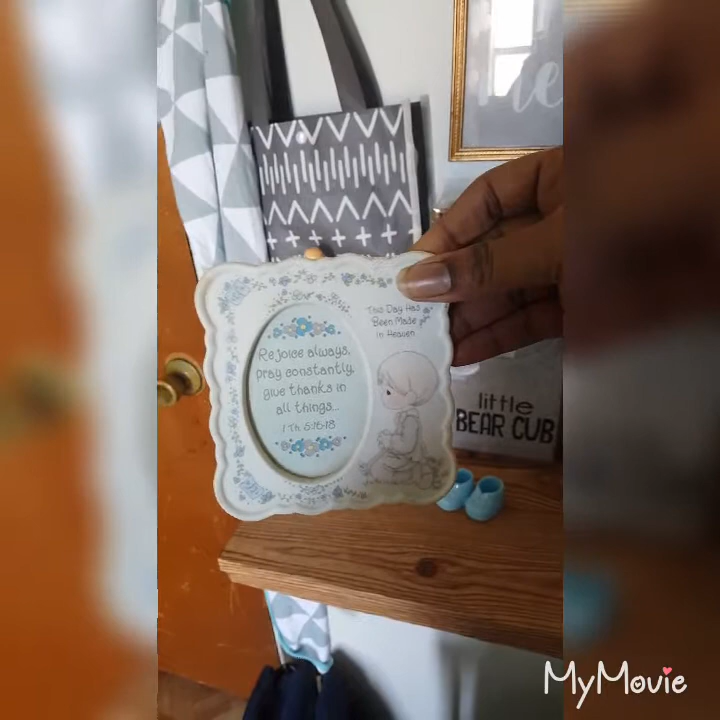 This Day Has
Been Made
in Heaven
Rejoice always,
pray constantly,
give thanks in
all things...
1 Th. 5:16-18
little
BEAR CUB
MyMovie